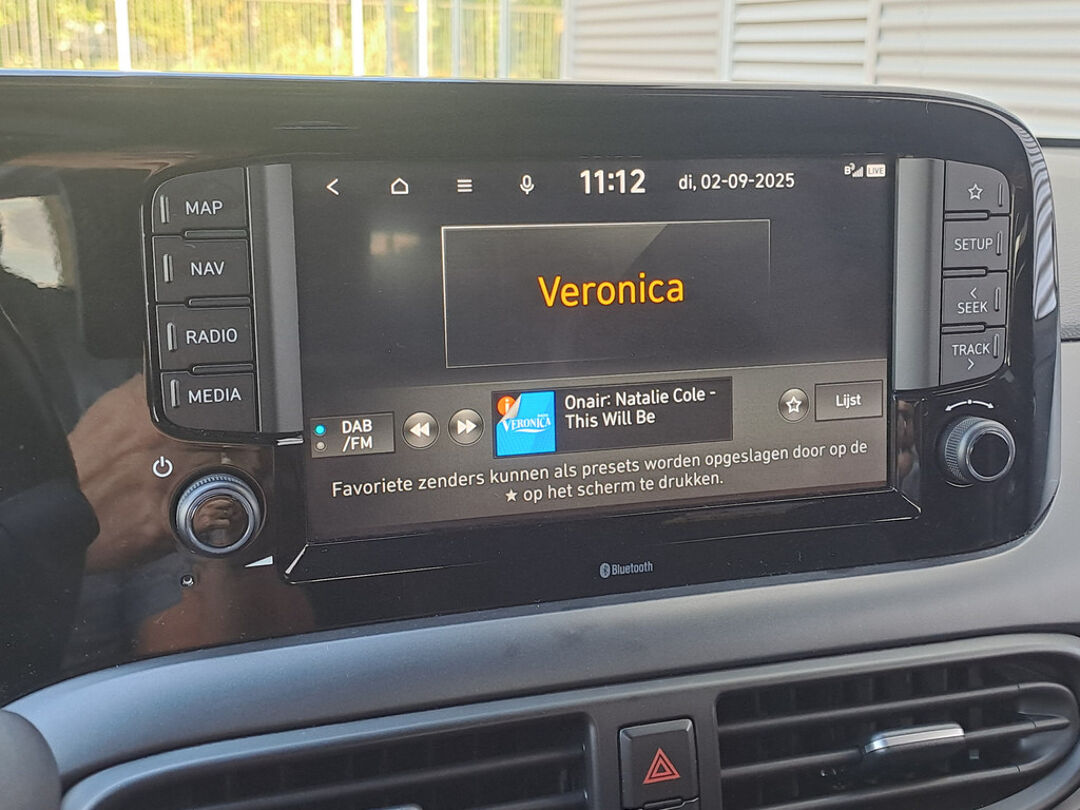 11:12 di, 02-09-2025 B LIVE
MAP
NAV
RADIO
MEDIA
SETUP
SEEK
TRACK
Veronica
DAB
/FM
VERONICA
Onair: Natalie Cole -
This Will Be
Lijst
Favoriete zenders kunnen als presets worden opgeslagen door op de
★ op het scherm te drukken.
Bluetooth